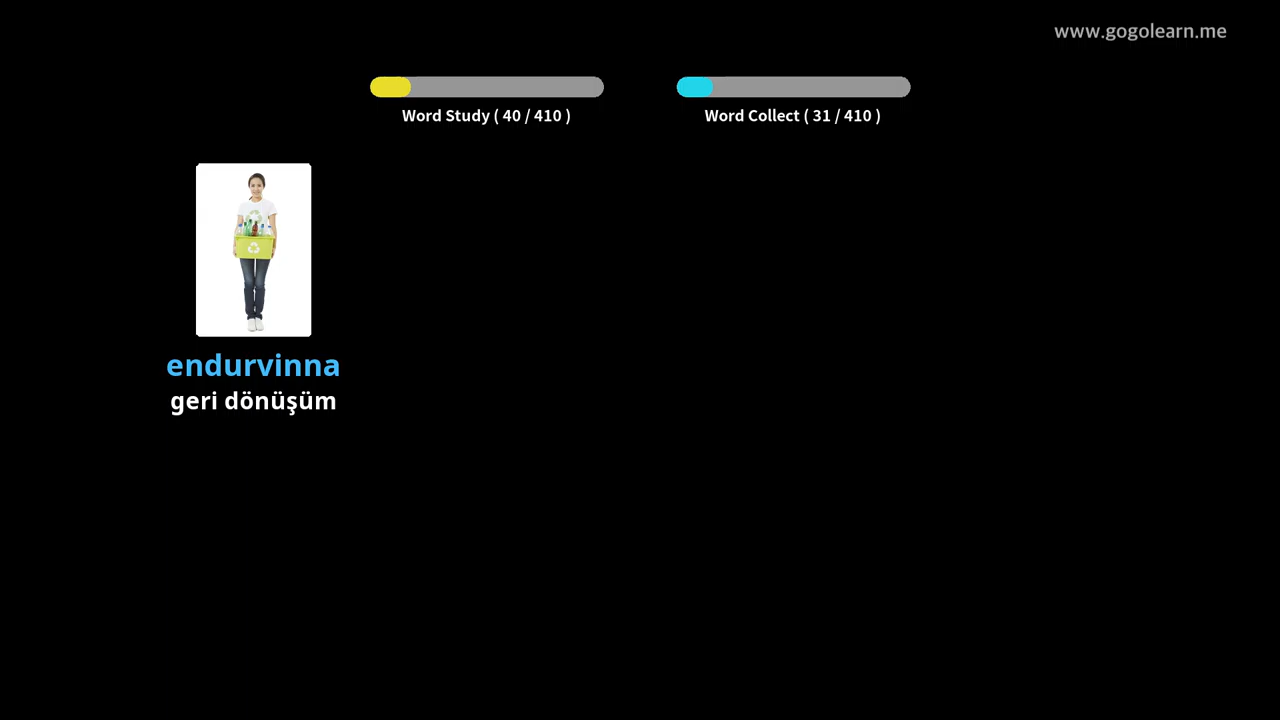 www.gogolearn.me
Word Study ( 40 / 410 )
Word Collect ( 31 / 410 )
endurvinna
geri dönüşüm